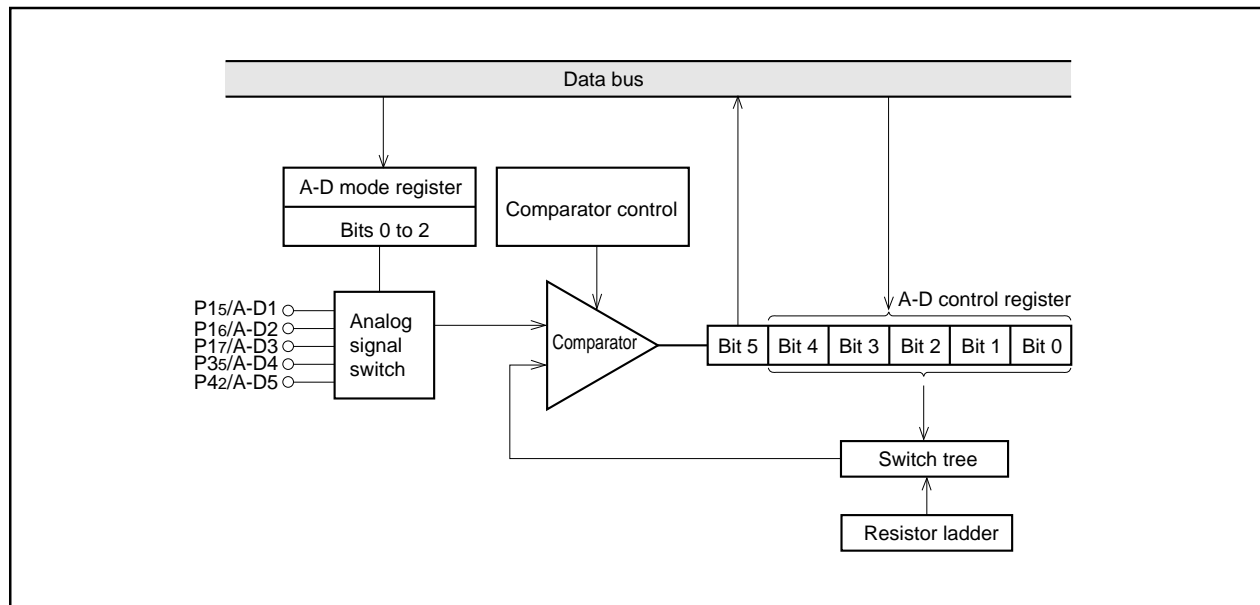 Data bus
A-D mode register
Bits 0 to 2
Comparator control
A-D control register
P15/A-D1
P16/A-D2
P17/A-D3
P35/A-D4
P42/A-D5
Analog
signal
switch
Comparator
Bit 5 Bit 4 Bit 3 Bit 2 Bit 1 Bit 0
Switch tree
Resistor ladder